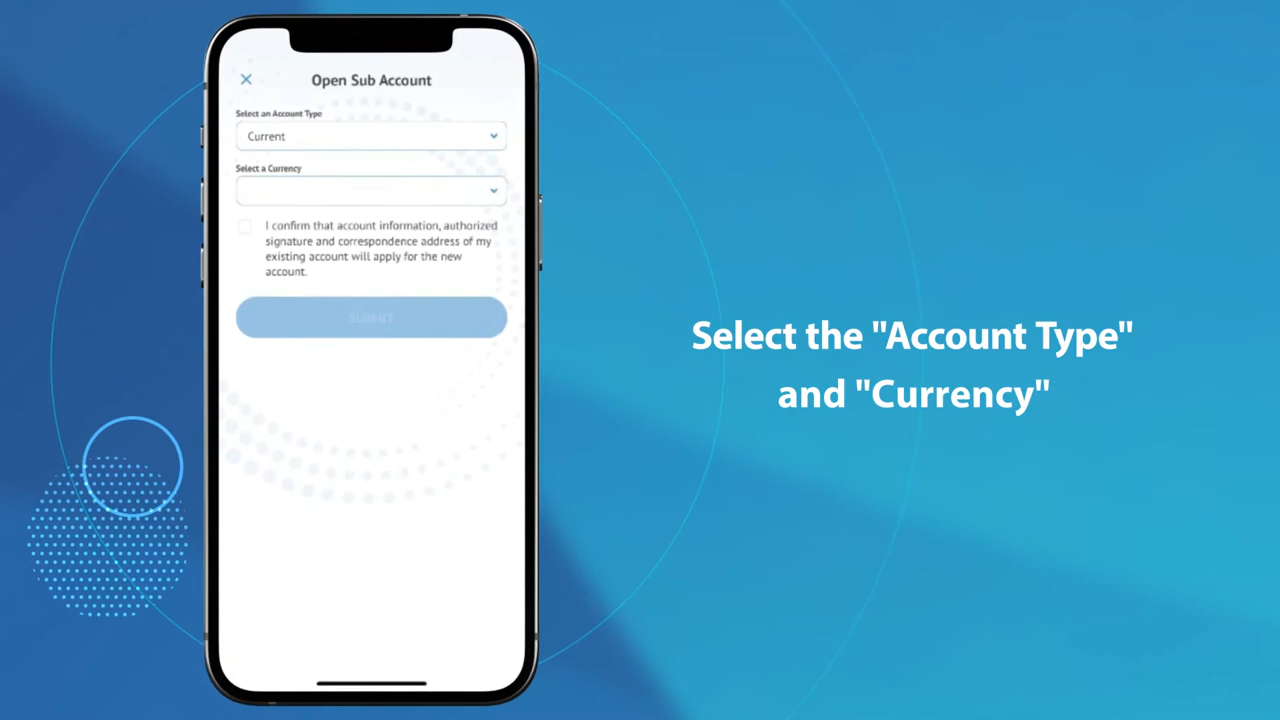 Open Sub Account
Select an Account Type
Current
Select a Currency
I confirm that account information, authorized
signature and correspondence address of my
existing account will apply for the new
account.
SUBMIT
Select the "Account Type"
and "Currency"